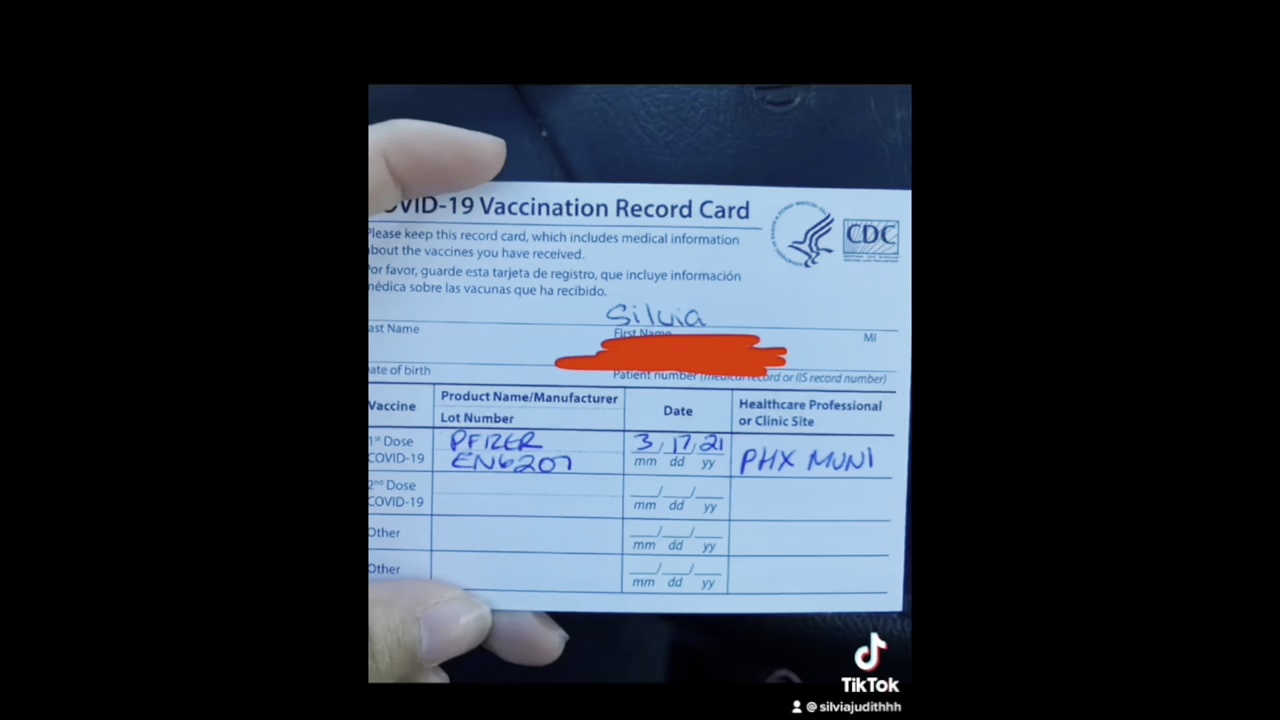 OVID-19 Vaccination Record Card
CDC
Please keep this record card, which includes medical information
about the vaccines you have received.
Por favor, guarde esta tarjeta de registro, que incluye información
médica sobre las vacunas que ha recibido.
Silvia
ast Name First Name MI
ate of birth Patient number (medical record or IIS record number)
Vaccine Product Name/Manufacturer Date Healthcare Professional
Lot Number or Clinic Site
1st Dose PFIZER 3/17/21 PHX MUNI
COVID-19 EN6207 mm dd yy
2nd Dose
COVID-19 mm dd yy
Other
mm dd yy
Other
mm dd yy
TikTok
@silviajudithhh